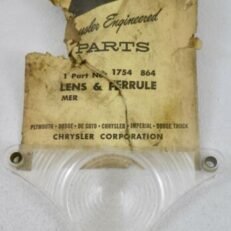 Chrysler Engineered
PARTS
1 Part No. 1754 864
LENS & FERRULE
MER
PLYMOUTH • DODGE • DE SOTO • CHRYSLER • IMPERIAL • DODGE TRUCK
CHRYSLER CORPORATION